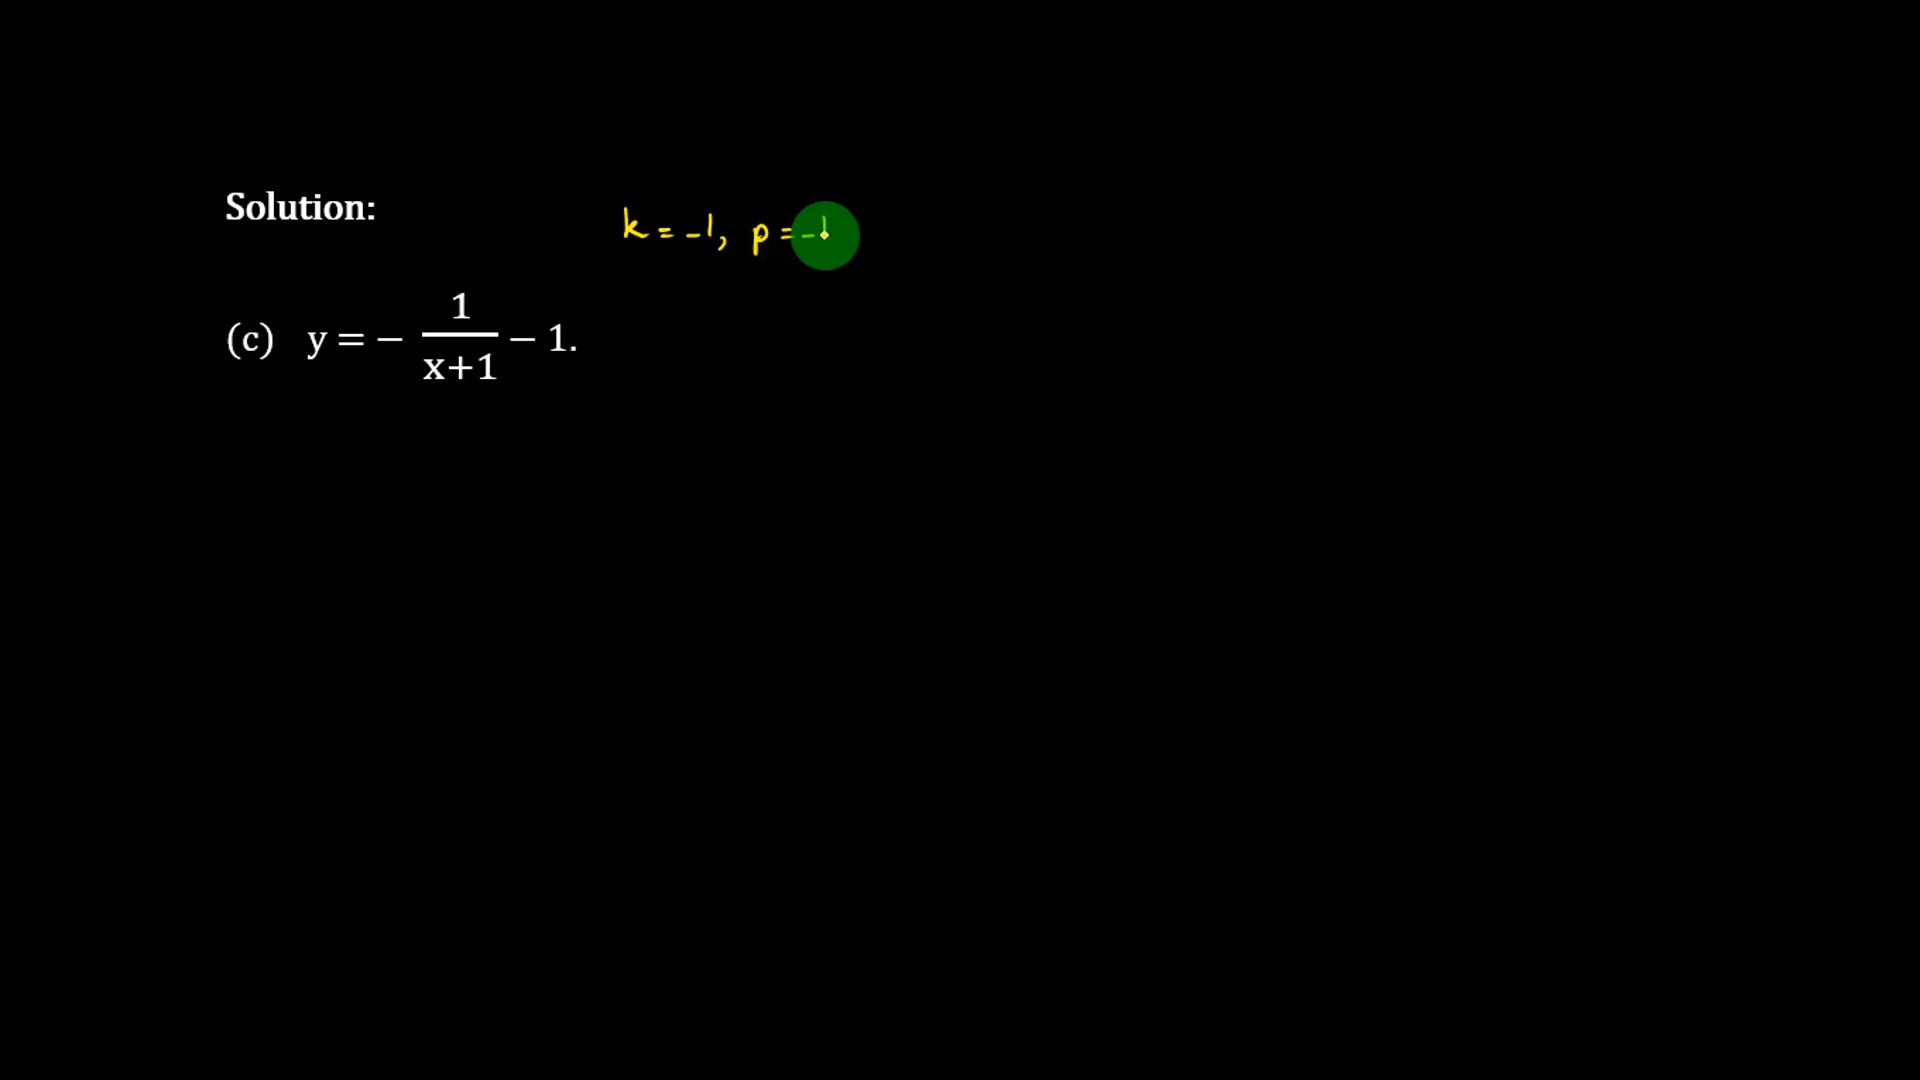 Solution:
k = -1, p = -1
(c) y = − 1/(x+1) − 1.